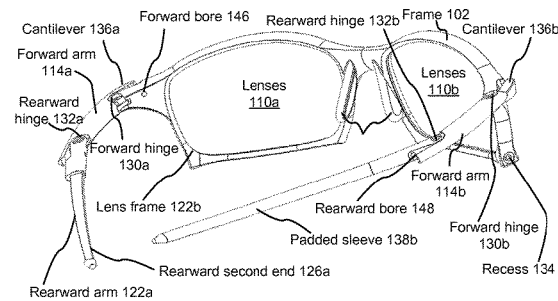 Cantilever 136a
Forward bore 146
Rearward hinge 132b
Frame 102
Cantilever 136b
Forward arm
114a
Lenses
110a
Lenses
110b
Rearward
hinge 132a
Forward hinge
130a
Lens frame 122b
Forward arm
114b
Rearward bore 148
Forward hinge
130b
Padded sleeve 138b
Recess 134
Rearward second end 126a
Rearward arm 122a